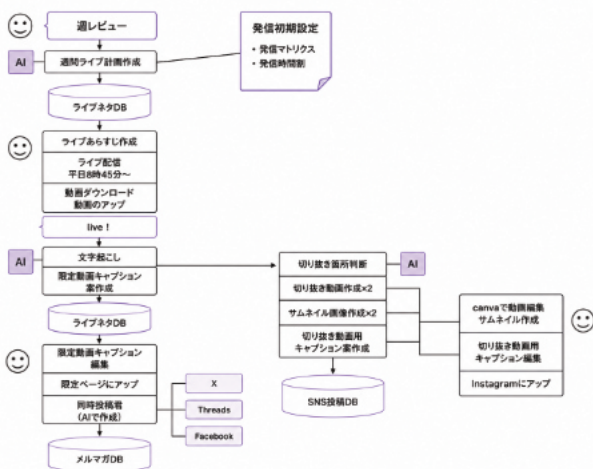 週レビュー
AI
週間ライブ計画作成
発信初期設定
• 発信マトリクス
• 発信時間割
ライブネタDB
ライブあらすじ作成
ライブ配信
平日8時45分〜
動画ダウンロード
動画のアップ
live！
AI
文字起こし
限定動画キャプション
案作成
ライブネタDB
限定動画キャプション
編集
限定ページにアップ
同時投稿君
(AIで作成)
メルマガDB
X
Threads
Facebook
切り抜き箇所判断
AI
切り抜き動画作成×2
サムネイル画像作成×2
切り抜き動画用
キャプション案作成
SNS投稿DB
canvaで動画編集
サムネイル作成
切り抜き動画用
キャプション編集
Instagramにアップ